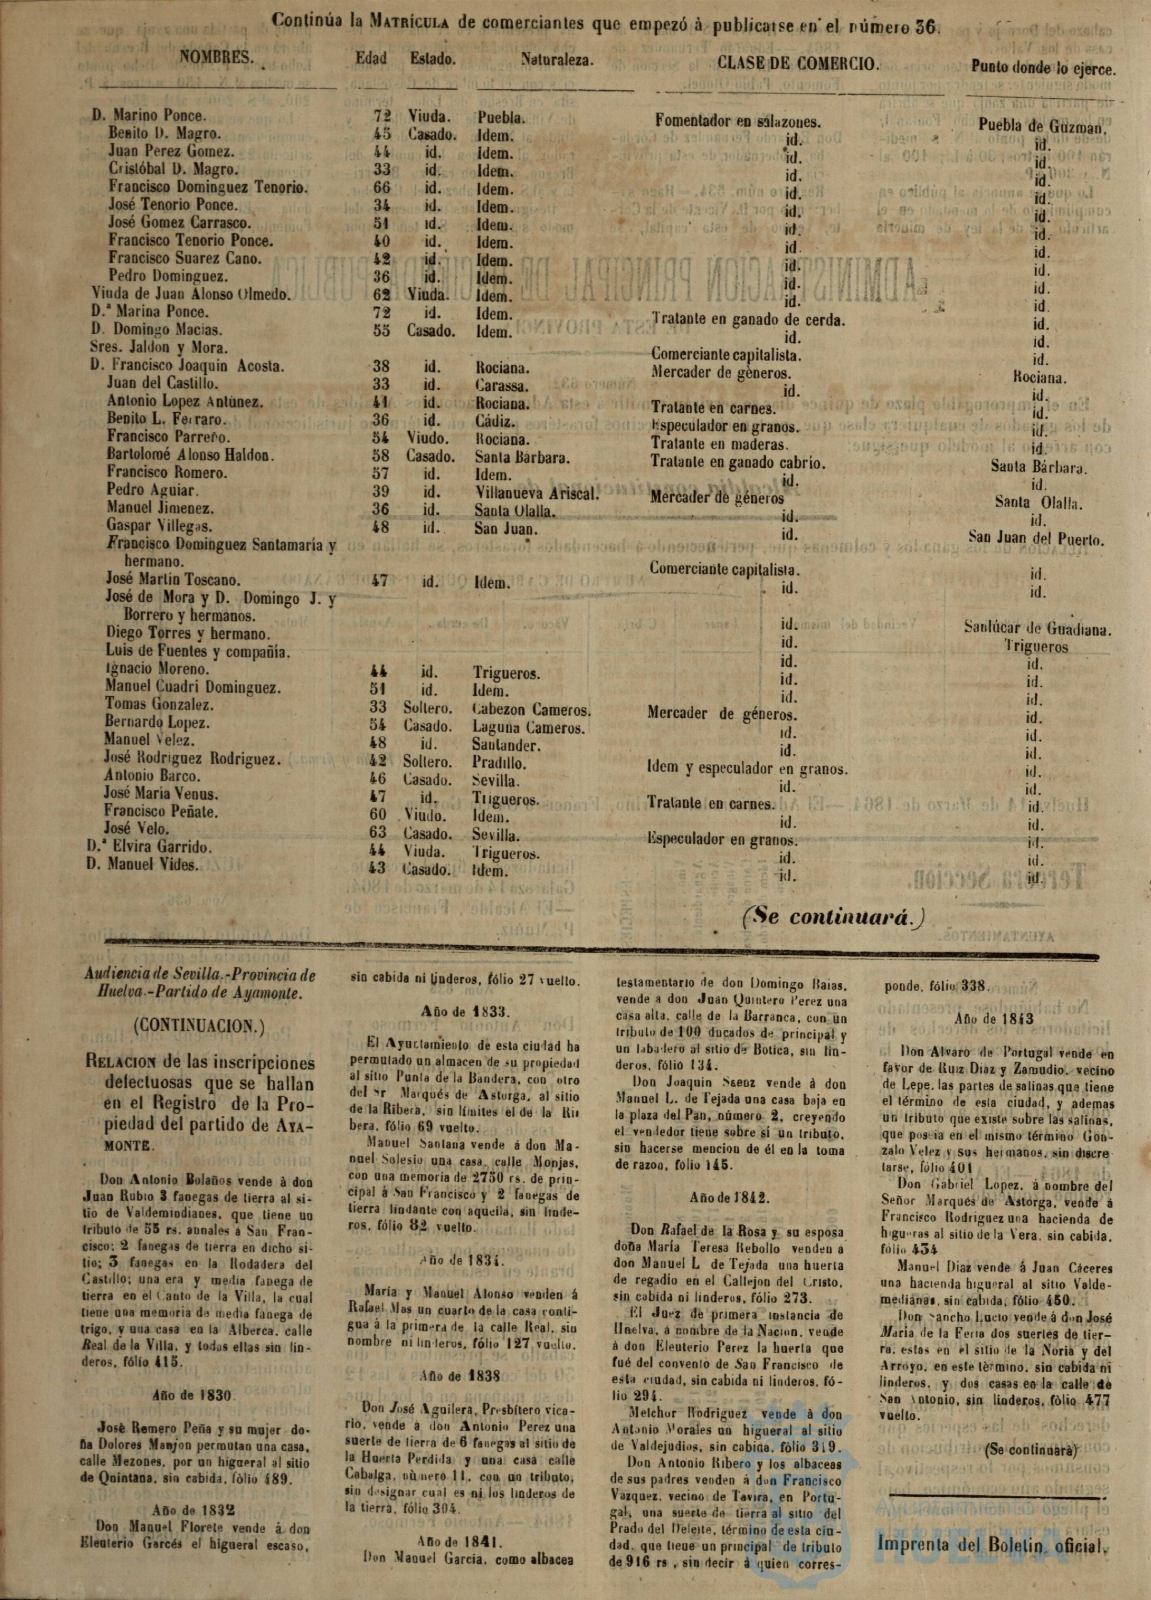 Continúa la MATRÍCULA de comerciantes que empezó á publicarse en el número 36.
NOMBRES. Edad Estado. Naturaleza. CLASE DE COMERCIO. Punto donde lo ejerce.
D. Marino Ponce. 72 Viuda. Puebla. Fomentador en salazones. Puebla de Guzman.
Benito D. Magro. 45 Casado. Idem. id. id.
Juan Perez Gomez. 44 id. Idem. id. id.
Cristóbal D. Magro. 33 id. Idem. id. id.
Francisco Dominguez Tenorio. 66 id. Idem. id. id.
José Tenorio Ponce. 34 id. Idem. id. id.
José Gomez Carrasco. 51 id. Idem. id. id.
Francisco Tenorio Ponce. 40 id. Idem. id. id.
Francisco Suarez Cano. 42 id. Idem. id. id.
Pedro Dominguez. 36 id. Idem. id. id.
Viuda de Juan Alonso Olmedo. 62 Viuda. Idem. id. id.
D.ª Marina Ponce. 72 id. Idem. Tratante en ganado de cerda. id.
D. Domingo Macias. 55 Casado. Idem. id. id.
Sres. Jaldon y Mora. Comerciante capitalista. id.
D. Francisco Joaquin Acosta. 38 id. Rociana. Mercader de géneros. Rociana.
Juan del Castillo. 33 id. Carassa. id. id.
Antonio Lopez Antúnez. 41 id. Rociana. Tratante en carnes. id.
Benito L. Ferraro. 36 id. Cádiz. Especulador en granos. id.
Francisco Parreño. 54 Viudo. Rociana. Tratante en maderas. id.
Bartolomé Alonso Haldon. 58 Casado. Santa Bárbara. Tratante en ganado cabrio. Santa Bárbara.
Francisco Romero. 57 id. Idem. id. id.
Pedro Aguiar. 39 id. Villanueva Ariscal. Mercader de géneros Santa Olalla.
Manuel Jimenez. 36 id. Santa Olalla. id. id.
Gaspar Villegas. 48 id. San Juan. id. San Juan del Puerto.
Francisco Dominguez Santamaría y
hermano. Comerciante capitalista. id.
José Martin Toscano. 47 id. Idem. id. id.
José de Mora y D. Domingo J. y
Borrero y hermanos. id. Sanlúcar de Guadiana.
Diego Torres y hermano. id. Trigueros
Luis de Fuentes y compañía. id. id.
Ignacio Moreno. 44 id. Trigueros. id. id.
Manuel Cuadri Dominguez. 51 id. Idem. id. id.
Tomas Gonzalez. 33 Soltero. Cabezon Cameros. Mercader de géneros. id.
Bernardo Lopez. 54 Casado. Laguna Cameros. id. id.
Manuel Velez. 48 id. Santander. id. id.
José Rodriguez Rodriguez. 42 Soltero. Pradillo. Idem y especulador en granos. id.
Antonio Barco. 46 Casado. Sevilla. id. id.
José Maria Venus. 47 id. Trigueros. Tratante en carnes. id.
Francisco Peñate. 60 Viudo. Idem. id. id.
José Velo. 63 Casado. Sevilla. Especulador en granos. id.
D.ª Elvira Garrido. 44 Viuda. Trigueros. id. id.
D. Manuel Vides. 43 Casado. Idem. id. id.
(Se continuará.)
Audiencia de Sevilla.-Provincia de
Huelva.-Partido de Ayamonte.
(CONTINUACION.)
RELACION de las inscripciones
defectuosas que se hallan
en el Registro de la Pro-
piedad del partido de AYA-
MONTE.
Don Antonio Bolaños vende á don
Juan Rubio 3 fanegas de tierra al si-
tio de Valdemindianes, que tiene un
tributo de 55 rs. annales á San Fran-
cisco; 2 fanegas de tierra en dicho si-
tio; 3 fanegas en la Rodadera del
Castillo; una era y media fanega de
tierra en el Canto de la Villa, la cual
tiene una memoria de media fanega de
trigo, y una casa en la Alberca, calle
Real de la Villa, y todas ellas sin lin-
deros, fólio 415.
Año de 1830.
José Romero Peña y su mujer do-
ña Dolores Manjon permutan una casa,
calle Mezones, por un higueral al sitio
de Quintana, sin cabida, fólio 489.
Año de 1832
Don Manuel Florete vende á don
Eleuterio Garcés el higueral escaso,
sin cabida ni linderos, fólio 27 vuelto.
Año de 1833.
El Ayuctamiento de esta ciudad ha
permutado un almacen de su propiedad
al sitio Punta de la Bandera, con otro
del Sr Marqués de Astorga, al sitio
de la Ribera, sin límites el de la Ri
bera, fólio 69 vuelto.
Manuel Santana vende á don Ma-
nuel Solesio una casa, calle Monjas,
con una memoria de 2750 rs. de prin-
cipal á San Francisco y 2 fanegas de
tierra lindante con aquella, sin linde-
ros, fólio 82 vuelto.
Año de 1834.
María y Manuel Alonso venden á
Rafael Mas un cuarto de la casa conti-
gua á la primera de la calle Real, sin
nombre ni linderos, fólio 127 vuelto.
Año de 1838
Don José Aguilera, Presbítero vica-
rio, vende á don Antonio Perez una
suerte de tierra de 6 fanegas al sitio de
la Huerta Perdida y una casa calle
Cabalga, número 11, con un tributo,
sin designar cual es ni los linderos de
la tierra, fólio 304.
Año de 1841.
Don Manuel Garcia, como albacea
testamentario de don Domingo Raias,
vende a don Juan Quintero Perez una
casa alta, calle de la Barranca, con un
tributo de 100 ducados de principal y
un labadero al sitio de Botica, sin lin-
deros, fólio 134.
Don Joaquin Saenz vende á don
Manuel L. de Tejada una casa baja en
la plaza del Pan, número 2, creyendo
el vendedor tiene sobre si un tributo,
sin hacerse mencion de él en la toma
de razon, folio 145.
Año de 1842.
Don Rafael de la Rosa y su esposa
doña María Teresa Rebollo venden á
don Manuel L de Tejada una huerta
de regadio en el Callejon del Cristo,
sin cabida ni linderos, fólio 273.
El Juez de primera instancia de
Huelva, á nombre de la Nacion, vende
á don Eleuterio Perez la huerta que
fué del convento de San Francisco de
esta ciudad, sin cabida ni linderos, fó-
lio 294.
Melchor Rodriguez vende á don
Antonio Morales un higueral al sitio
de Valdejudios, sin cabida, fólio 319.
Don Antonio Ribero y los albaceas
de sus padres venden á don Francisco
Vazquez, vecino de Tavira, en Portu-
gal, una suerte de tierra al sitio del
Prado del Deleite, término de esta ciu-
dad, que tiene un principal de tributo
de 916 rs, sin decir á quien corres-
ponde, fólio 338.
Año de 1843
Don Alvaro de Portugal vende en
favor de Ruiz Diaz y Zamudio, vecino
de Lepe, las partes de salinas que tiene
el término de esta ciudad, y ademas
un tributo que existe sobre las salinas,
que poseia en el mismo término Gon-
zalo Velez y sus heimanos, sin discre
tarse, fólio 401
Don Gabriel Lopez, á nombre del
Señor Marqués de Astorga, vende á
Francisco Rodriguez una hacienda de
higueras al sitio de la Vera, sin cabida,
fólio 434
Manuel Diaz vende á Juan Cáceres
una hacienda higueral al sitio Valde-
medianas, sin cabida, fólio 450.
Don Sancho Lucio vende á don José
Maria de la Feria dos suertes de tier-
ra, estas en el sitio de la Noria y del
Arroyo, en este término, sin cabida ni
linderos, y dos casas en la calle de
San Antonio, sin linderos, fólio 477
vuelto.
(Se continuará)
Imprenta del Boletin oficial.
Ayuntamiento de
HUELVA